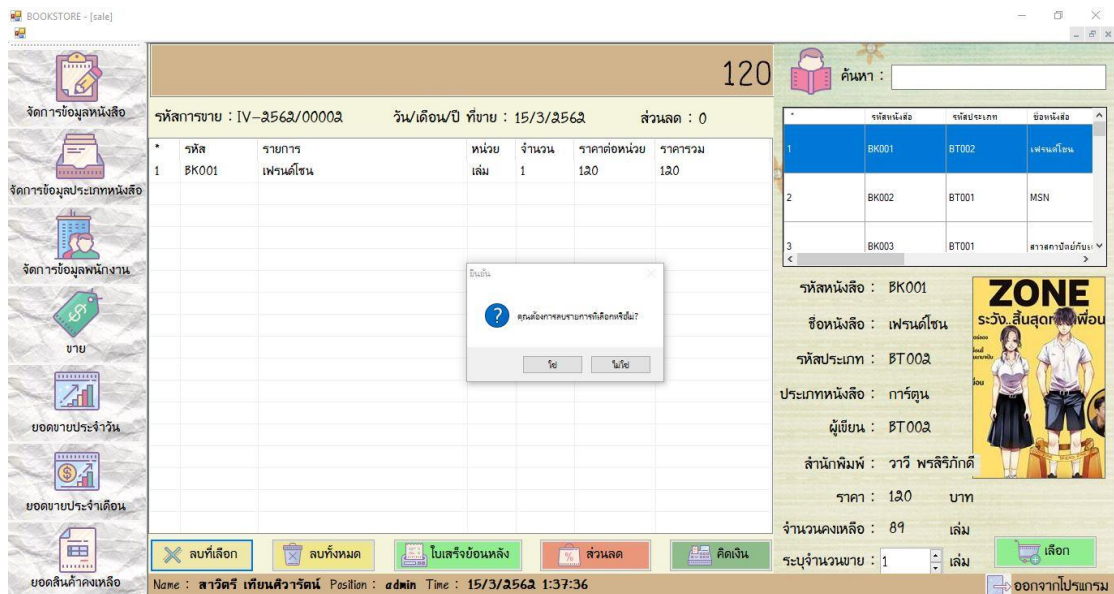 BOOKSTORE - [sale]
จัดการข้อมูลหนังสือ
จัดการข้อมูลประเภทหนังสือ
จัดการข้อมูลพนักงาน
ขาย
ยอดขายประจำวัน
ยอดขายประจำเดือน
ยอดสินค้าคงเหลือ
120
รหัสการขาย : IV-2562/00002 วัน/เดือน/ปี ที่ขาย : 15/3/2562 ส่วนลด : 0
* รหัส รายการ หน่วย จำนวน ราคาต่อหน่วย ราคารวม
1 BK001 เฟรนด์โซน เล่ม 1 120 120
ยืนยัน
คุณต้องการลบรายการที่เลือกหรือไม่?
ใช่ ไม่ใช่
ลบที่เลือก ลบทั้งหมด ใบเสร็จย้อนหลัง % ส่วนลด คิดเงิน
Name : สาวิตรี เทียนศิวารัตน์ Position : admin Time : 15/3/2562 1:37:36
ค้นหา :
* รหัสหนังสือ รหัสประเภท ชื่อหนังสือ
1 BK001 BT002 เฟรนด์โซน
2 BK002 BT001 MSN
3 BK003 BT001
รหัสหนังสือ : BK001
ชื่อหนังสือ : เฟรนด์โซน
รหัสประเภท : BT002
ประเภทหนังสือ : การ์ตูน
ผู้เขียน : BT002
สำนักพิมพ์ : วาวี พรสิริภักดี
ราคา : 120 บาท
จำนวนคงเหลือ : 89 เล่ม
ระบุจำนวนขาย : 1 เล่ม
ZONE
เลือก
ออกจากโปรแกรม